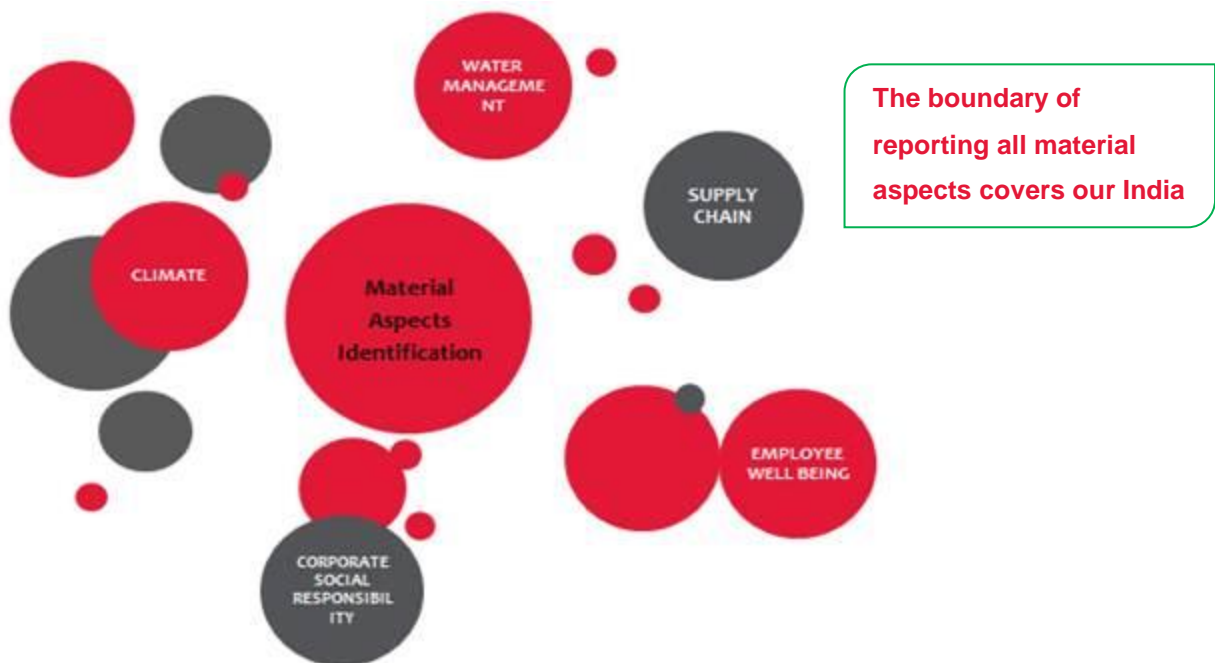 WATER
MANAGEME
NT
The boundary of
reporting all material
aspects covers our India
SUPPLY
CHAIN
CLIMATE
Material
Aspects
Identification
EMPLOYEE
WELL BEING
CORPORATE
SOCIAL
RESPONSIBIL
ITY